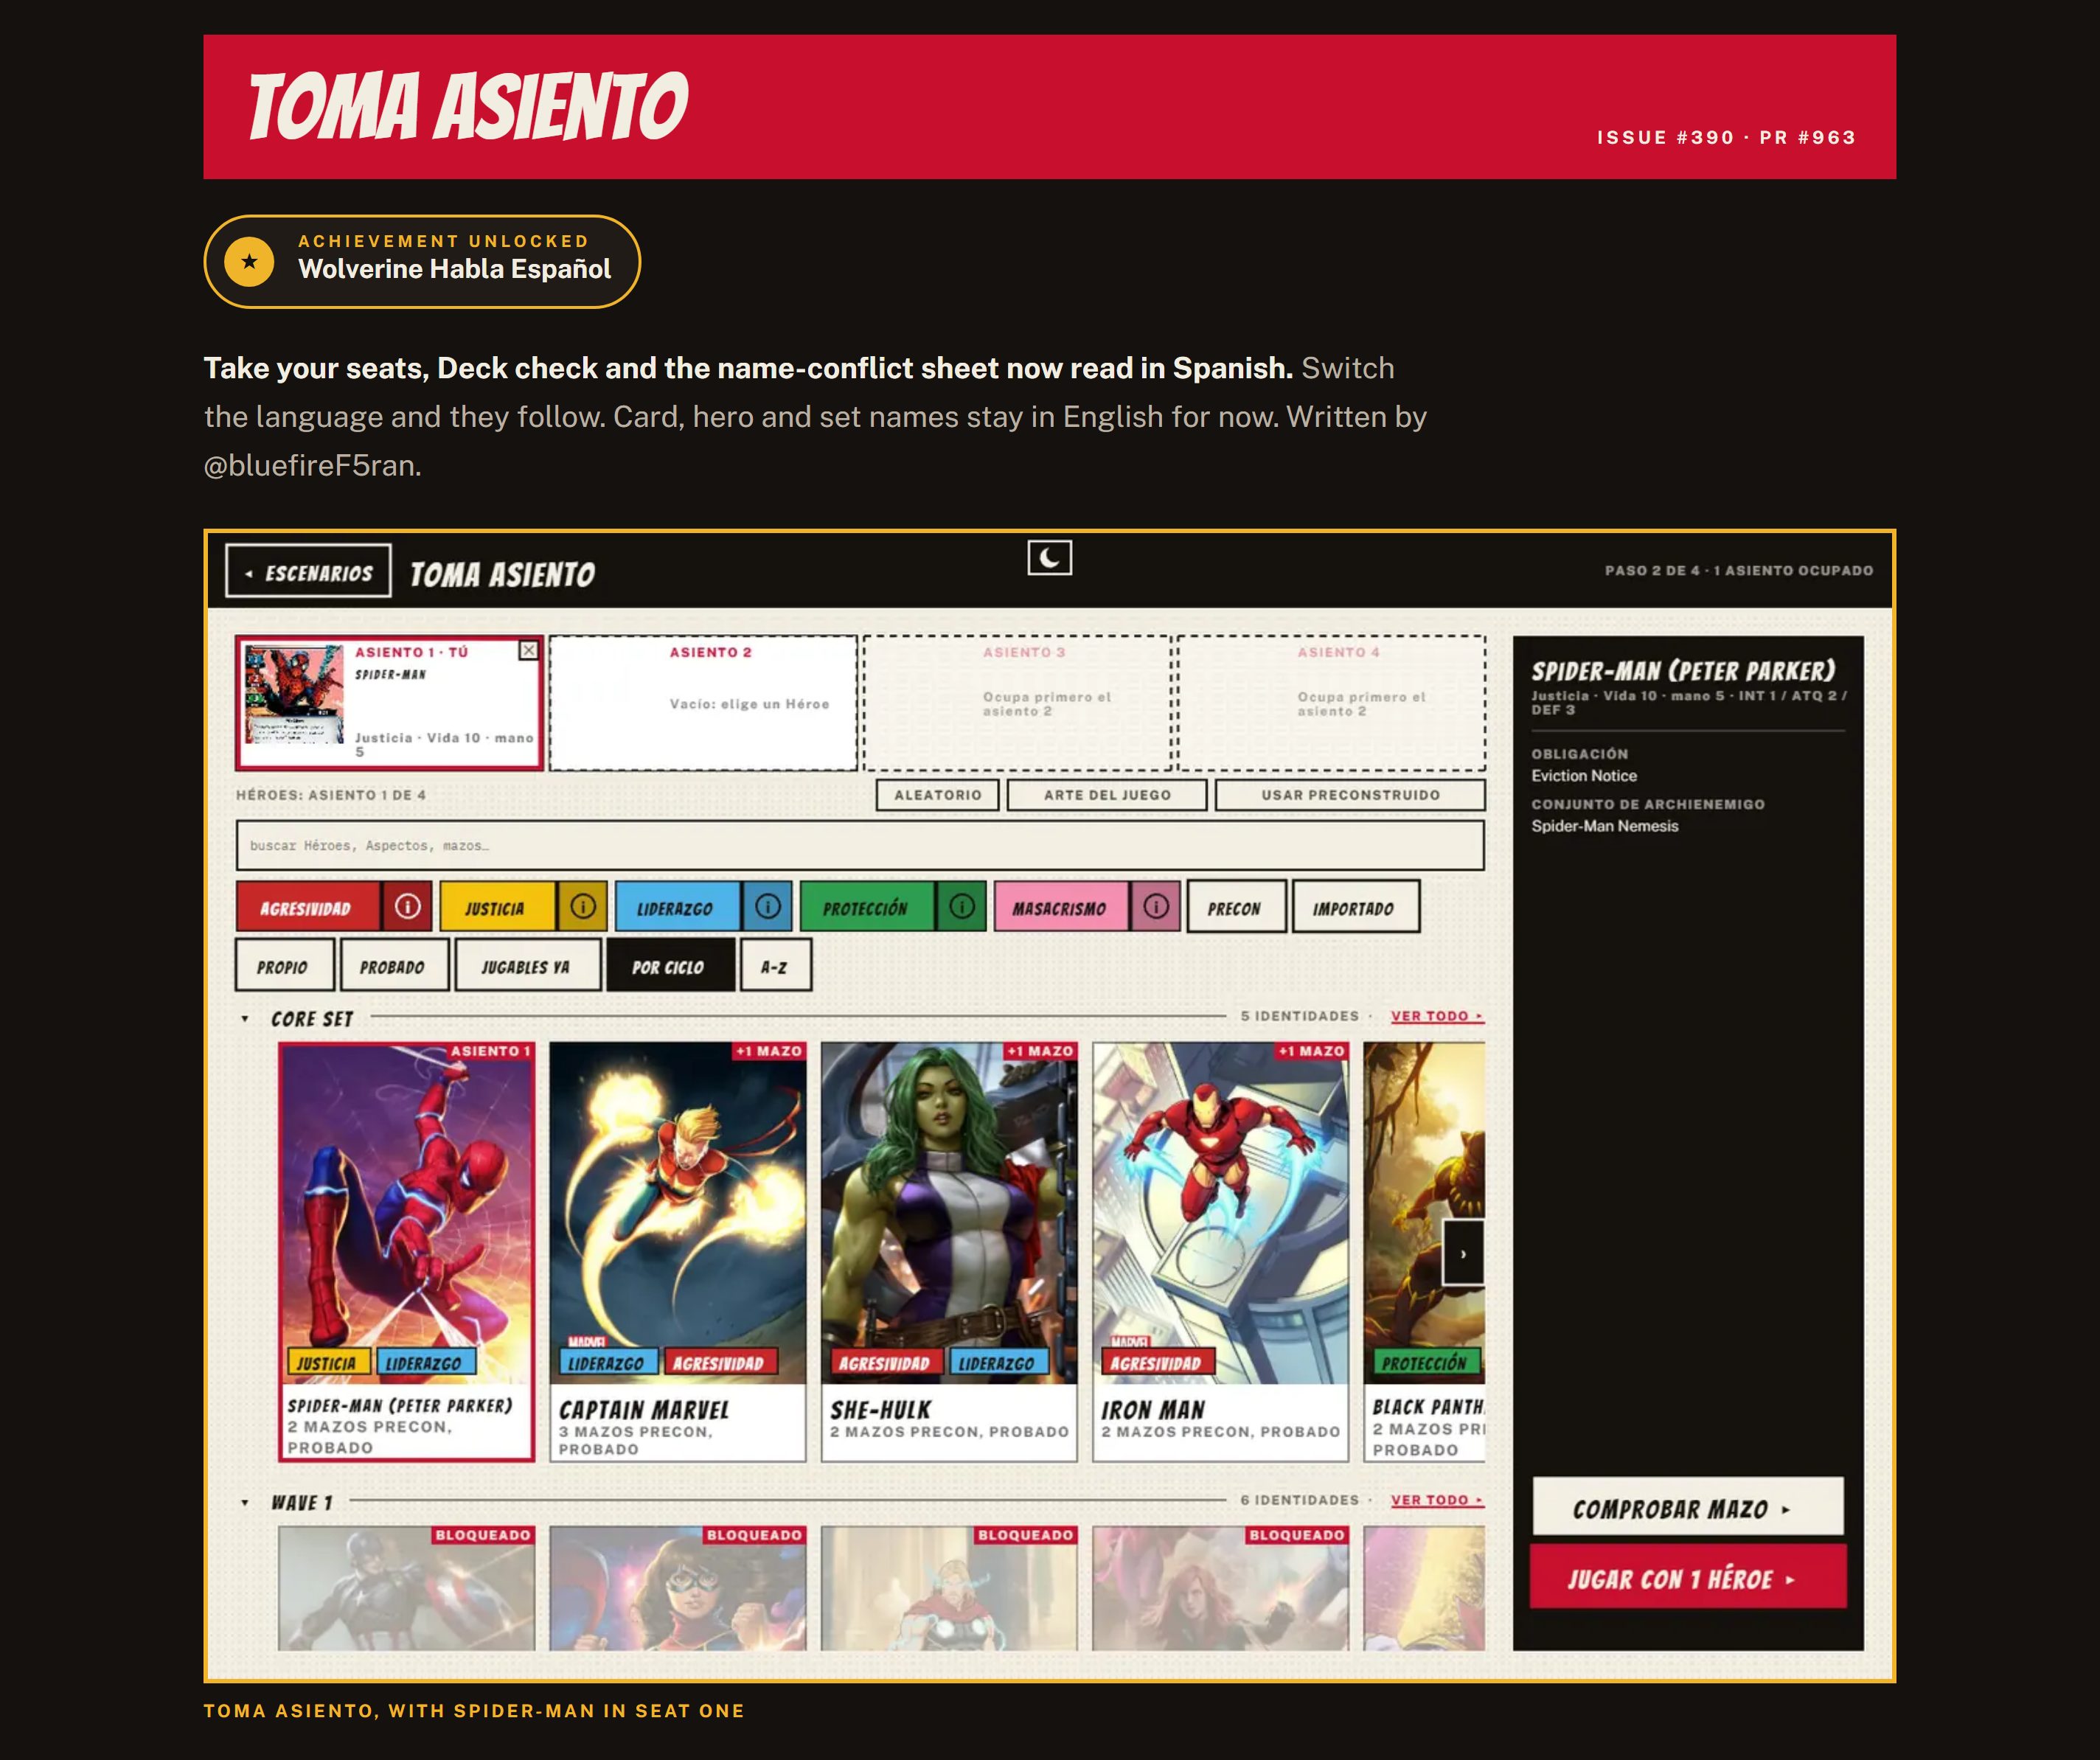 TOMA ASIENTO
ISSUE #390 · PR #963
★
ACHIEVEMENT UNLOCKED
Wolverine Habla Español
Take your seats, Deck check and the name-conflict sheet now read in Spanish. Switch
the language and they follow. Card, hero and set names stay in English for now. Written by
@bluefireF5ran.
◂ ESCENARIOS
TOMA ASIENTO
PASO 2 DE 4 · 1 ASIENTO OCUPADO
ASIENTO 1 · TÚ
SPIDER-MAN
Justicia · Vida 10 · mano
5
ASIENTO 2
Vacío: elige un Héroe
ASIENTO 3
Ocupa primero el
asiento 2
ASIENTO 4
Ocupa primero el
asiento 2
HÉROES: ASIENTO 1 DE 4
ALEATORIO
ARTE DEL JUEGO
USAR PRECONSTRUIDO
buscar Héroes, Aspectos, mazos…
AGRESIVIDAD
JUSTICIA
LIDERAZGO
PROTECCIÓN
MASACRISMO
PRECON
IMPORTADO
PROPIO
PROBADO
JUGABLES YA
POR CICLO
A-Z
▾ CORE SET
5 IDENTIDADES ·
VER TODO ▸
ASIENTO 1
JUSTICIA
LIDERAZGO
SPIDER-MAN (PETER PARKER)
2 MAZOS PRECON,
PROBADO
+1 MAZO
MARVEL
LIDERAZGO
AGRESIVIDAD
CAPTAIN MARVEL
3 MAZOS PRECON,
PROBADO
+1 MAZO
AGRESIVIDAD
LIDERAZGO
SHE-HULK
2 MAZOS PRECON, PROBADO
+1 MAZO
MARVEL
AGRESIVIDAD
IRON MAN
2 MAZOS PRECON, PROBADO
PROTECCIÓN
BLACK PANTH
2 MAZOS PR
PROBADO
▾ WAVE 1
6 IDENTIDADES ·
VER TODO ▸
BLOQUEADO
BLOQUEADO
BLOQUEADO
BLOQUEADO
SPIDER-MAN (PETER PARKER)
Justicia · Vida 10 · mano 5 · INT 1 / ATQ 2 /
DEF 3
OBLIGACIÓN
Eviction Notice
CONJUNTO DE ARCHIENEMIGO
Spider-Man Nemesis
COMPROBAR MAZO ▸
JUGAR CON 1 HÉROE ▸
TOMA ASIENTO, WITH SPIDER-MAN IN SEAT ONE